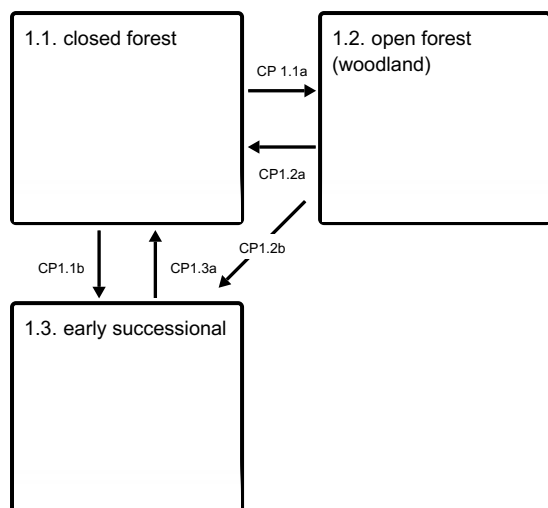 1.1. closed forest
1.2. open forest
(woodland)
CP 1.1a
CP1.2a
CP1.2b
CP1.1b
CP1.3a
1.3. early successional